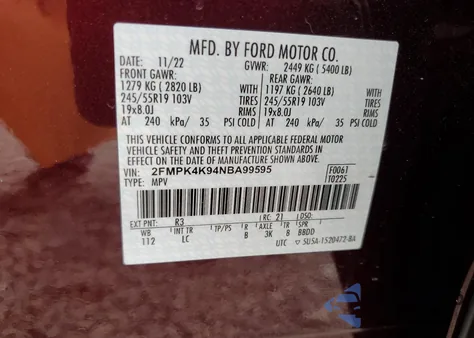 MFD. BY FORD MOTOR CO.
DATE: 11/22 GVWR: 2449 KG ( 5400 LB)
FRONT GAWR: REAR GAWR:
1279 KG ( 2820 LB) WITH 1197 KG ( 2640 LB) WITH
245/55R19 103V TIRES 245/55R19 103V TIRES
19x8.0J RIMS 19x8.0J RIMS
AT 240 kPa/ 35 PSI COLD AT 240 kPa/ 35 PSI COLD
THIS VEHICLE CONFORMS TO ALL APPLICABLE FEDERAL MOTOR
VEHICLE SAFETY AND THEFT PREVENTION STANDARDS IN EFFECT ON
THE DATE OF MANUFACTURE SHOWN ABOVE.
VIN: 2FMPK4K94NBA99595 F0061
TYPE: MPV T0225
EXT PNT: R3 RC: 21 DSO:
WB INT TR TP/PS R AXLE TR SPR
112 LC B 3K B BBDD
UTC 5U5A-1520472-BA